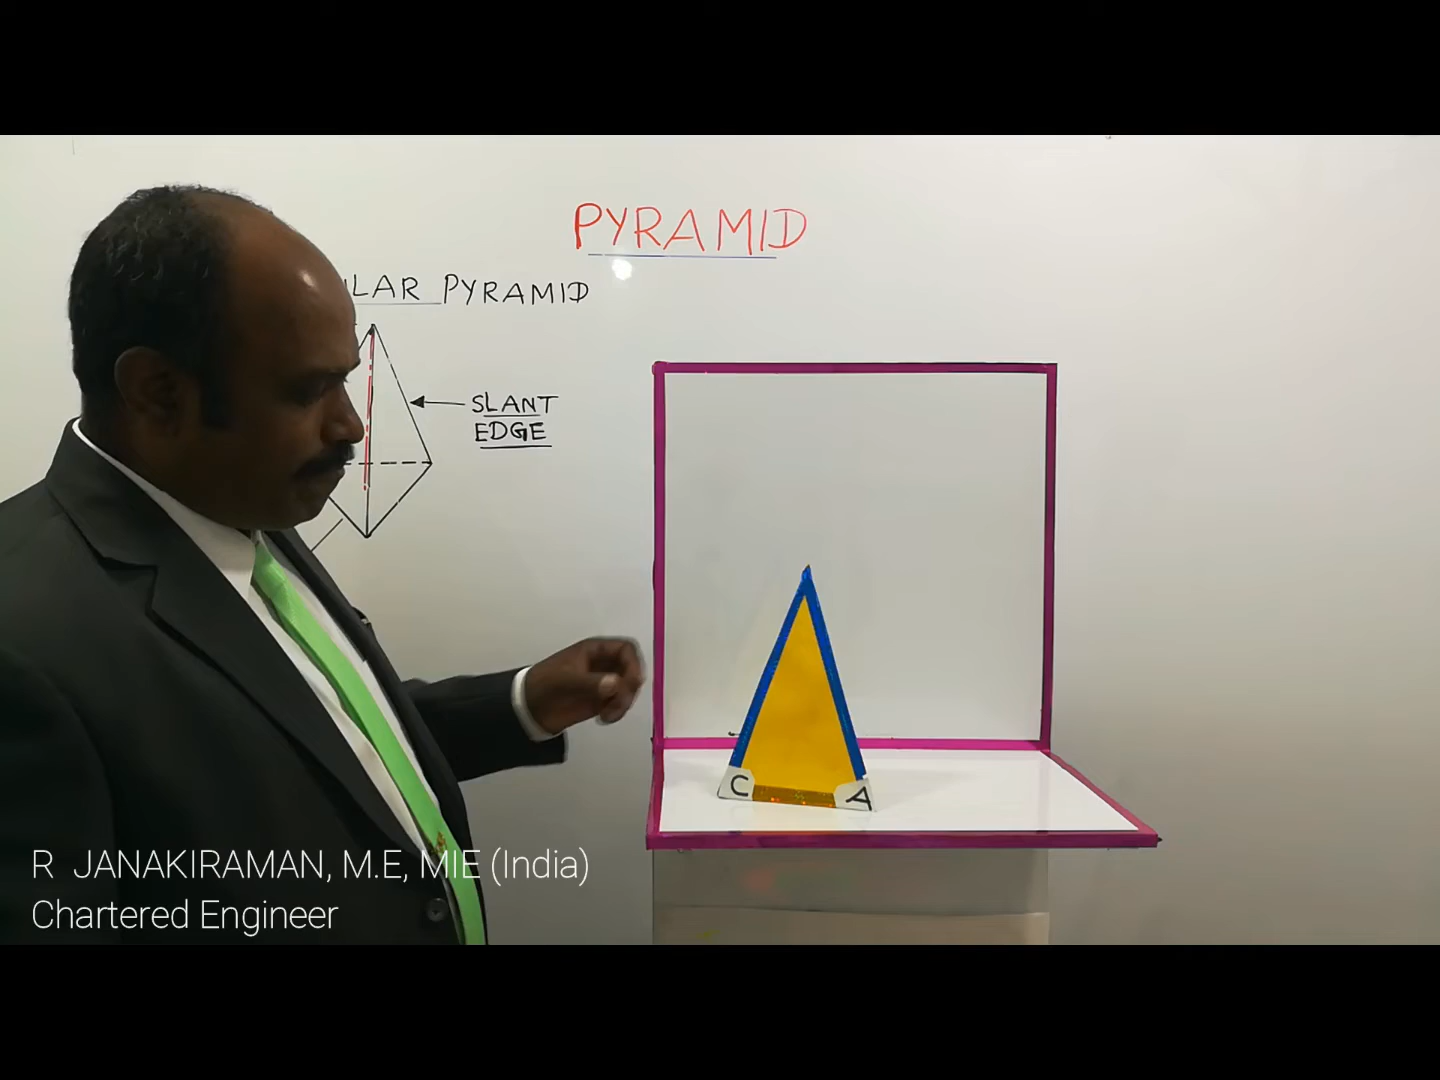 PYRAMID
LAR PYRAMID
SLANT
EDGE
C
A
R JANAKIRAMAN, M.E, MIE (India)
Chartered Engineer